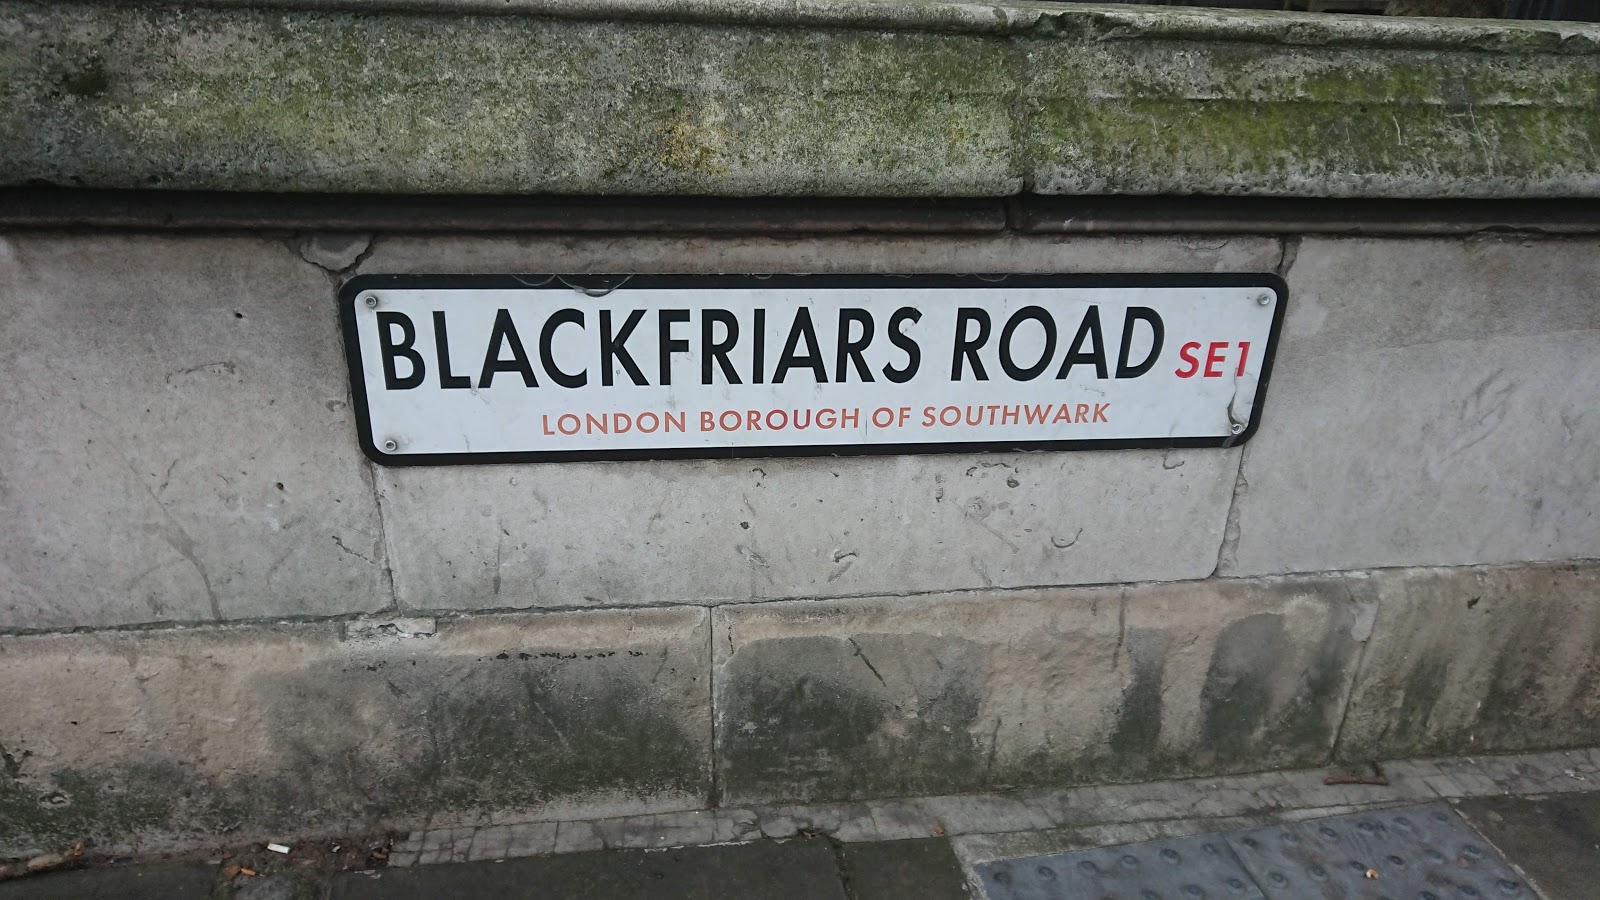 BLACKFRIARS ROAD SE1
LONDON BOROUGH OF SOUTHWARK